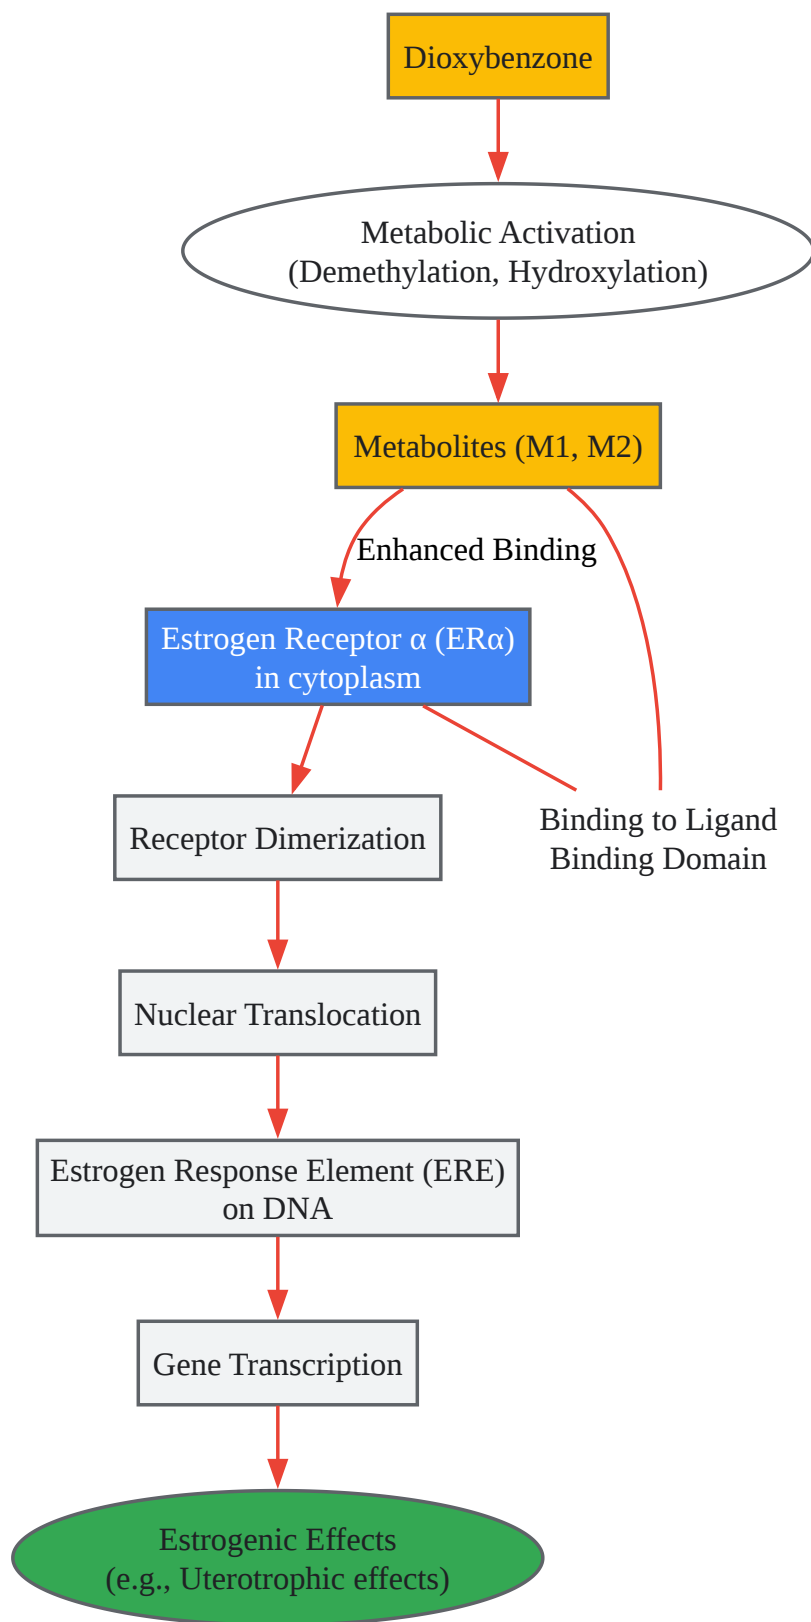 Dioxybenzone
Metabolic Activation
(Demethylation, Hydroxylation)
Metabolites (M1, M2)
Enhanced Binding
Estrogen Receptor α (ERα)
in cytoplasm
Receptor Dimerization
Binding to Ligand
Binding Domain
Nuclear Translocation
Estrogen Response Element (ERE)
on DNA
Gene Transcription
Estrogenic Effects
(e.g., Uterotrophic effects)